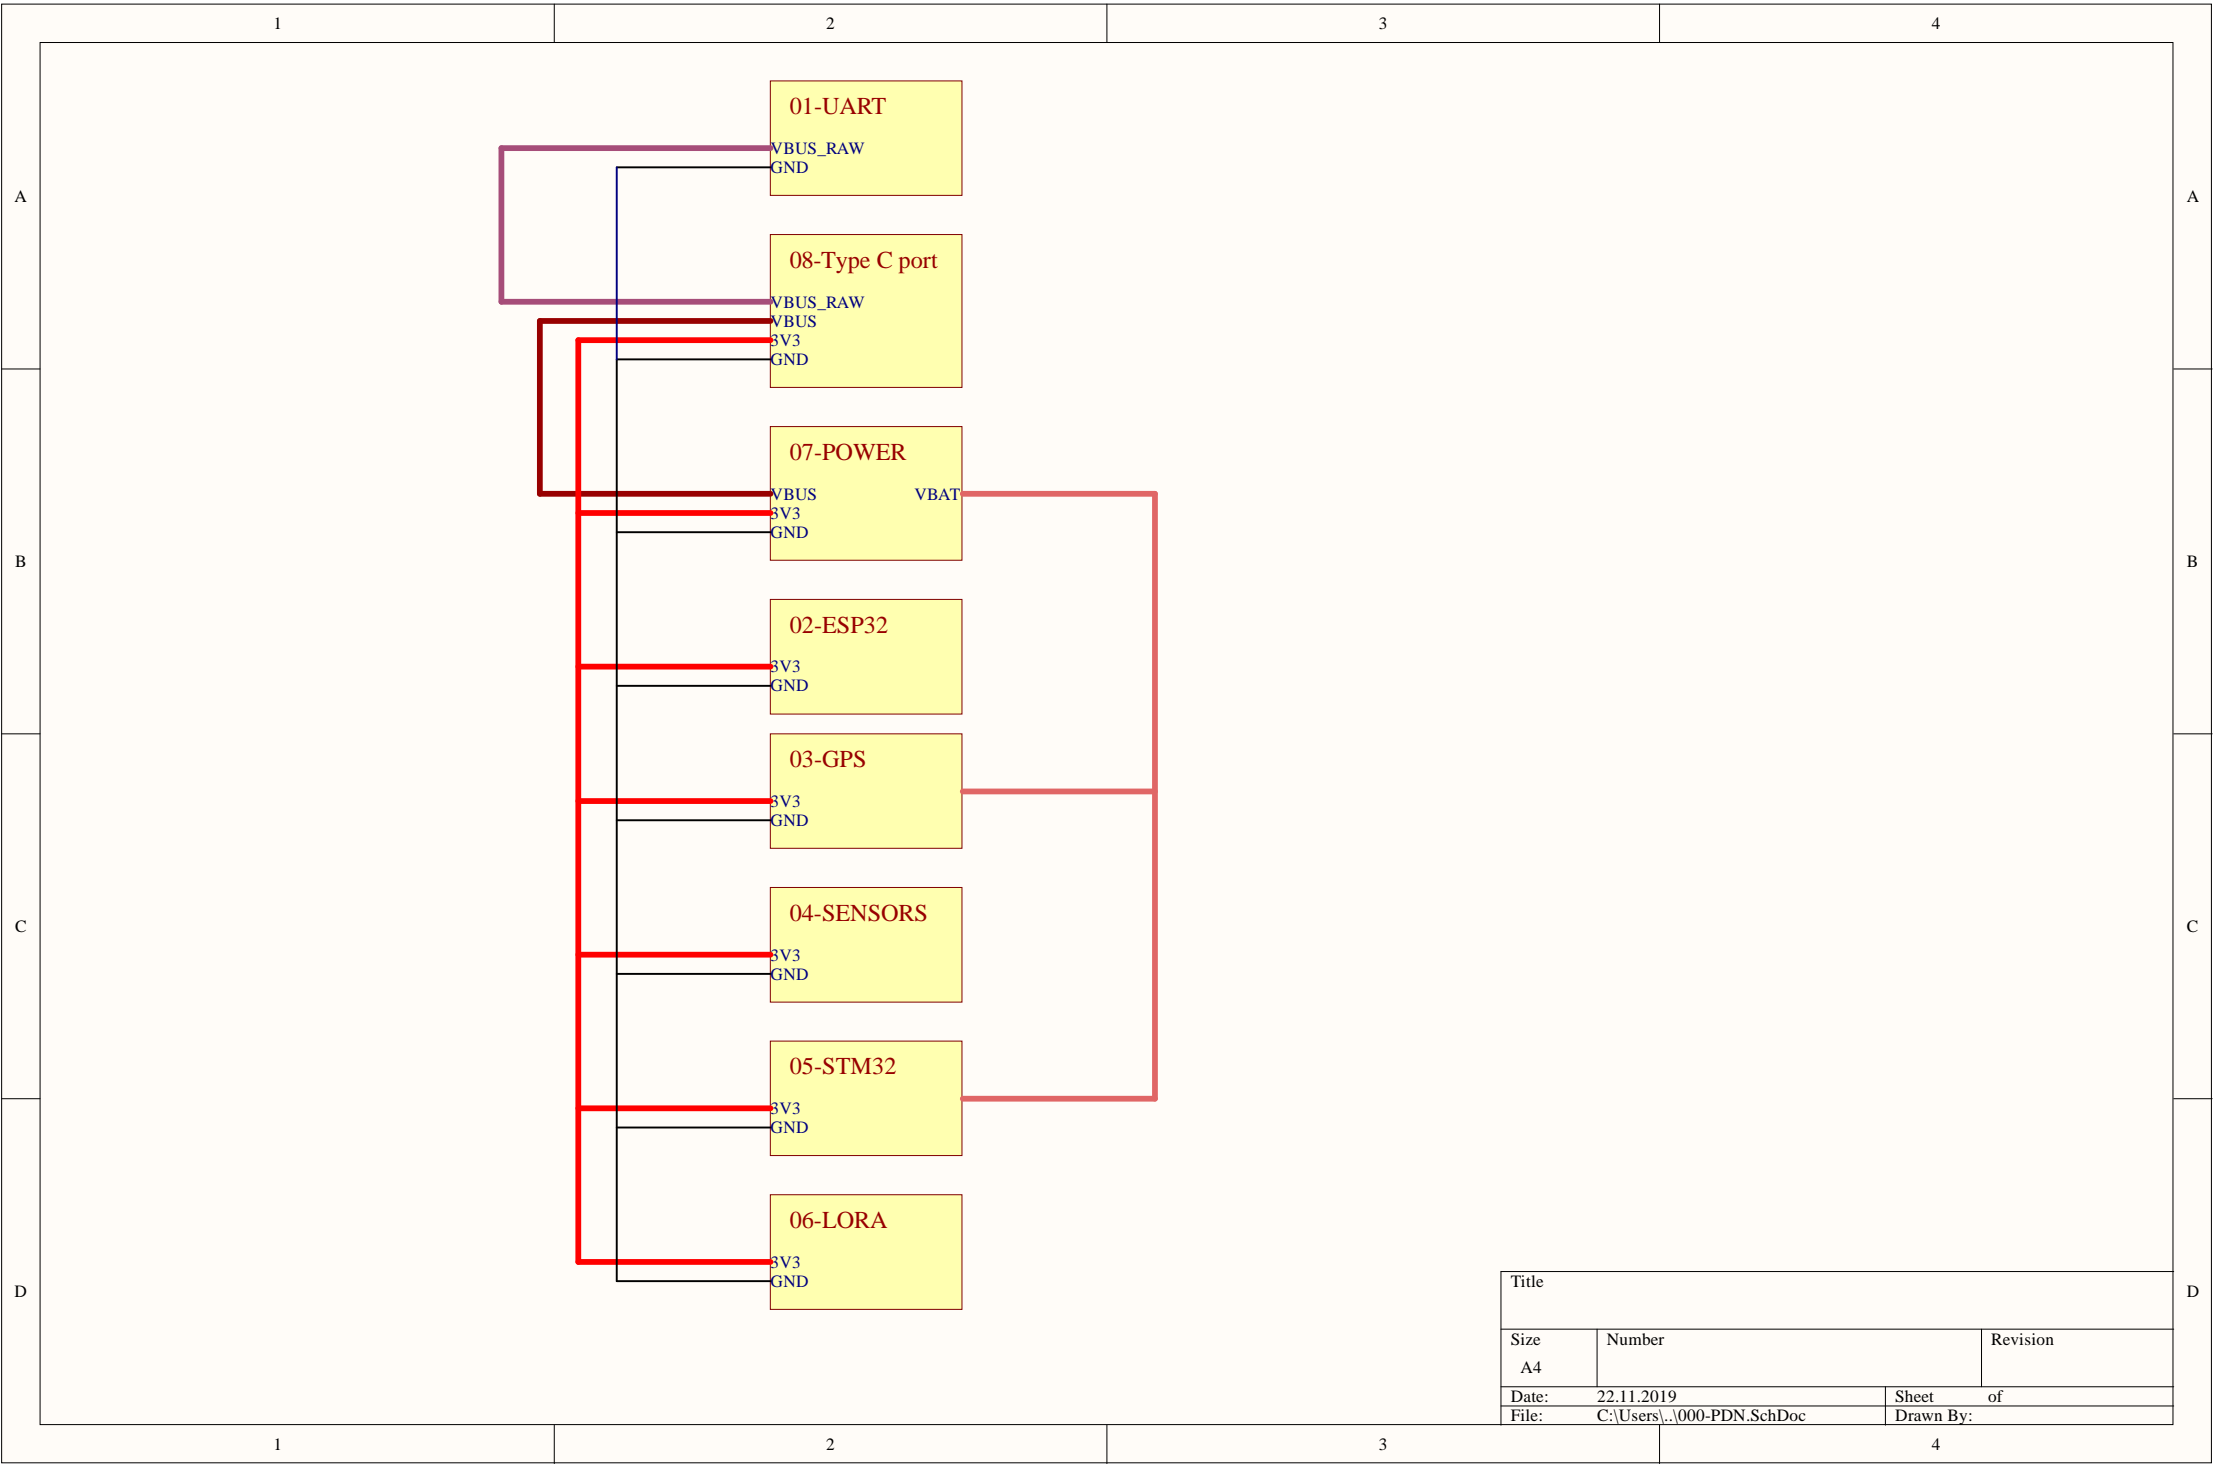 1 2 3 4
01-UART
VBUS_RAW
GND
A A
08-Type C port
VBUS_RAW
VBUS
3V3
GND
07-POWER
VBUS VBAT
3V3
GND
B B
02-ESP32
3V3
GND
03-GPS
3V3
GND
04-SENSORS
C C
3V3
GND
05-STM32
3V3
GND
06-LORA
3V3
GND
Title
D D
Size Number Revision
A4
Date: 22.11.2019 Sheet of
File: C:\Users\..\000-PDN.SchDoc Drawn By:
1 2 3 4